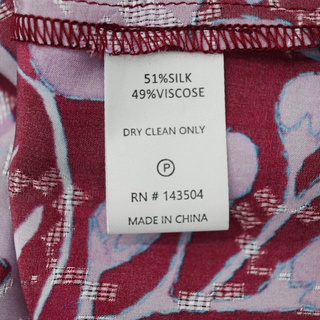 51%SILK
49%VISCOSE
DRY CLEAN ONLY
P
RN # 143504
MADE IN CHINA